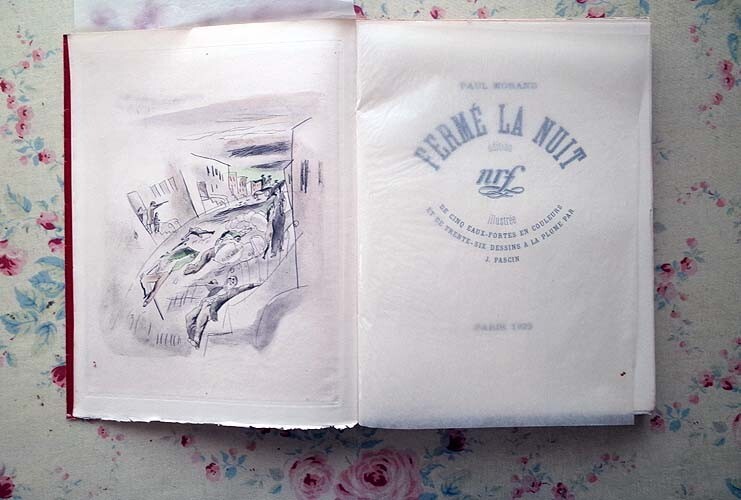 PAUL MORAND
FERMÉ LA NUIT
édition
nrf
illustrée
DE CINQ EAUX-FORTES EN COULEURS
ET DE TRENTE-SIX DESSINS A LA PLUME PAR
J. PASCIN
PARIS 1925